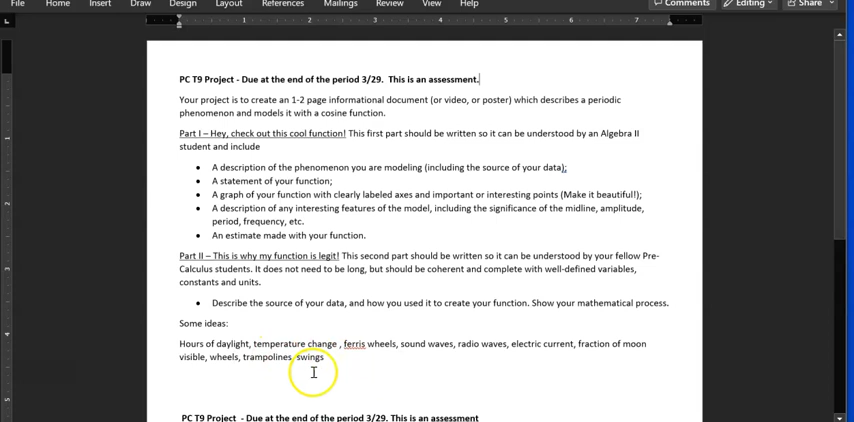 File Home Insert Draw Design Layout References Mailings Review View Help Comments Editing Share
1 2 3 4 5 6 7
PC T9 Project - Due at the end of the period 3/29. This is an assessment.
Your project is to create an 1-2 page informational document (or video, or poster) which describes a periodic
phenomenon and models it with a cosine function.
Part I – Hey, check out this cool function! This first part should be written so it can be understood by an Algebra II
student and include
• A description of the phenomenon you are modeling (including the source of your data);
• A statement of your function;
• A graph of your function with clearly labeled axes and important or interesting points (Make it beautiful!);
• A description of any interesting features of the model, including the significance of the midline, amplitude,
period, frequency, etc.
• An estimate made with your function.
Part II – This is why my function is legit! This second part should be written so it can be understood by your fellow Pre-
Calculus students. It does not need to be long, but should be coherent and complete with well-defined variables,
constants and units.
• Describe the source of your data, and how you used it to create your function. Show your mathematical process.
Some ideas:
Hours of daylight, temperature change , ferris wheels, sound waves, radio waves, electric current, fraction of moon
visible, wheels, trampolines swings
PC T9 Project - Due at the end of the period 3/29. This is an assessment
1
2
3
4
5